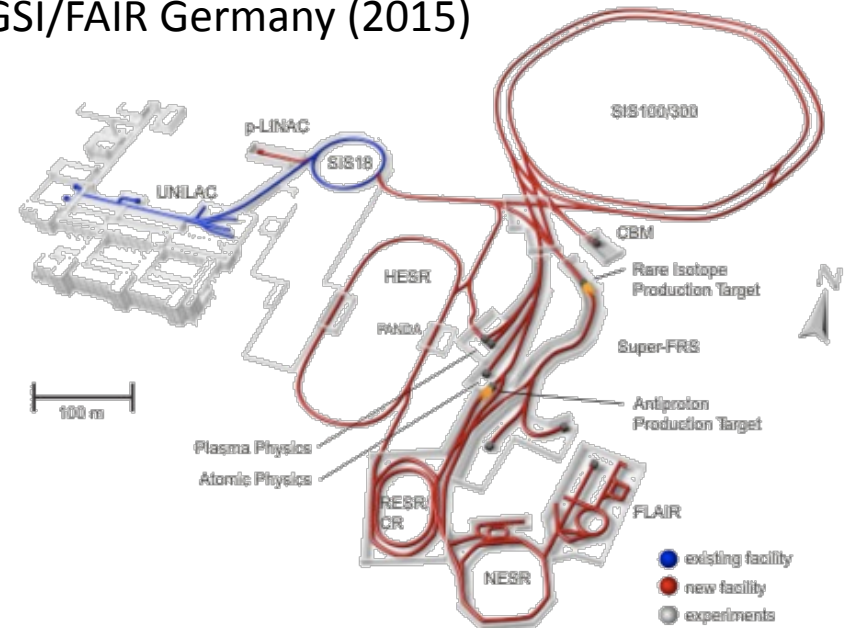 GSI/FAIR Germany (2015)
p-LINAC
SIS18
SIS100/300
UNILAC
CBM
Rare Isotope
Production Target
N
HESR
PANDA
Super-FRS
100 m
Antiproton
Production Target
Plasma Physics
Atomic Physics
RESR/
CR
FLAIR
NESR
existing facility
new facility
experiments